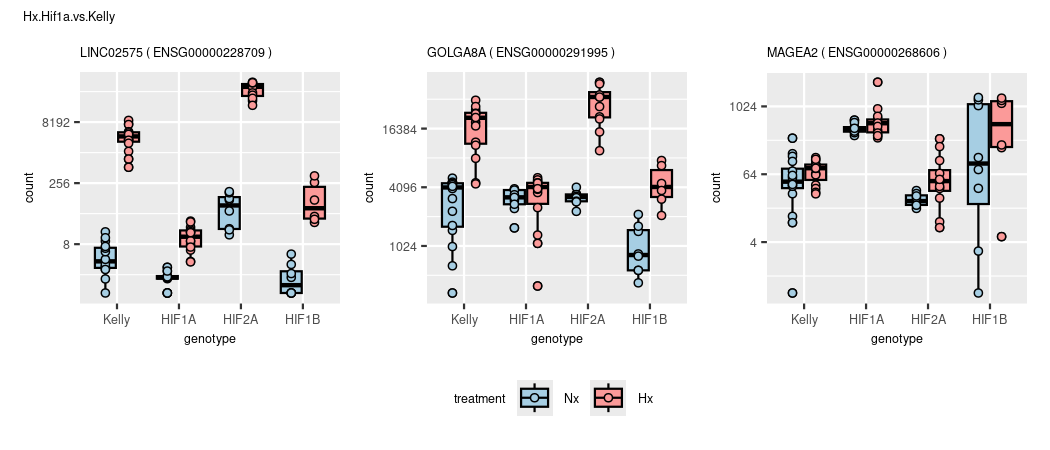 Hx.Hif1a.vs.Kelly
LINC02575 ( ENSG00000228709 )
count
8192
256
8
Kelly HIF1A HIF2A HIF1B
genotype
GOLGA8A ( ENSG00000291995 )
count
16384
4096
1024
Kelly HIF1A HIF2A HIF1B
genotype
MAGEA2 ( ENSG00000268606 )
count
1024
64
4
Kelly HIF1A HIF2A HIF1B
genotype
treatment Nx Hx